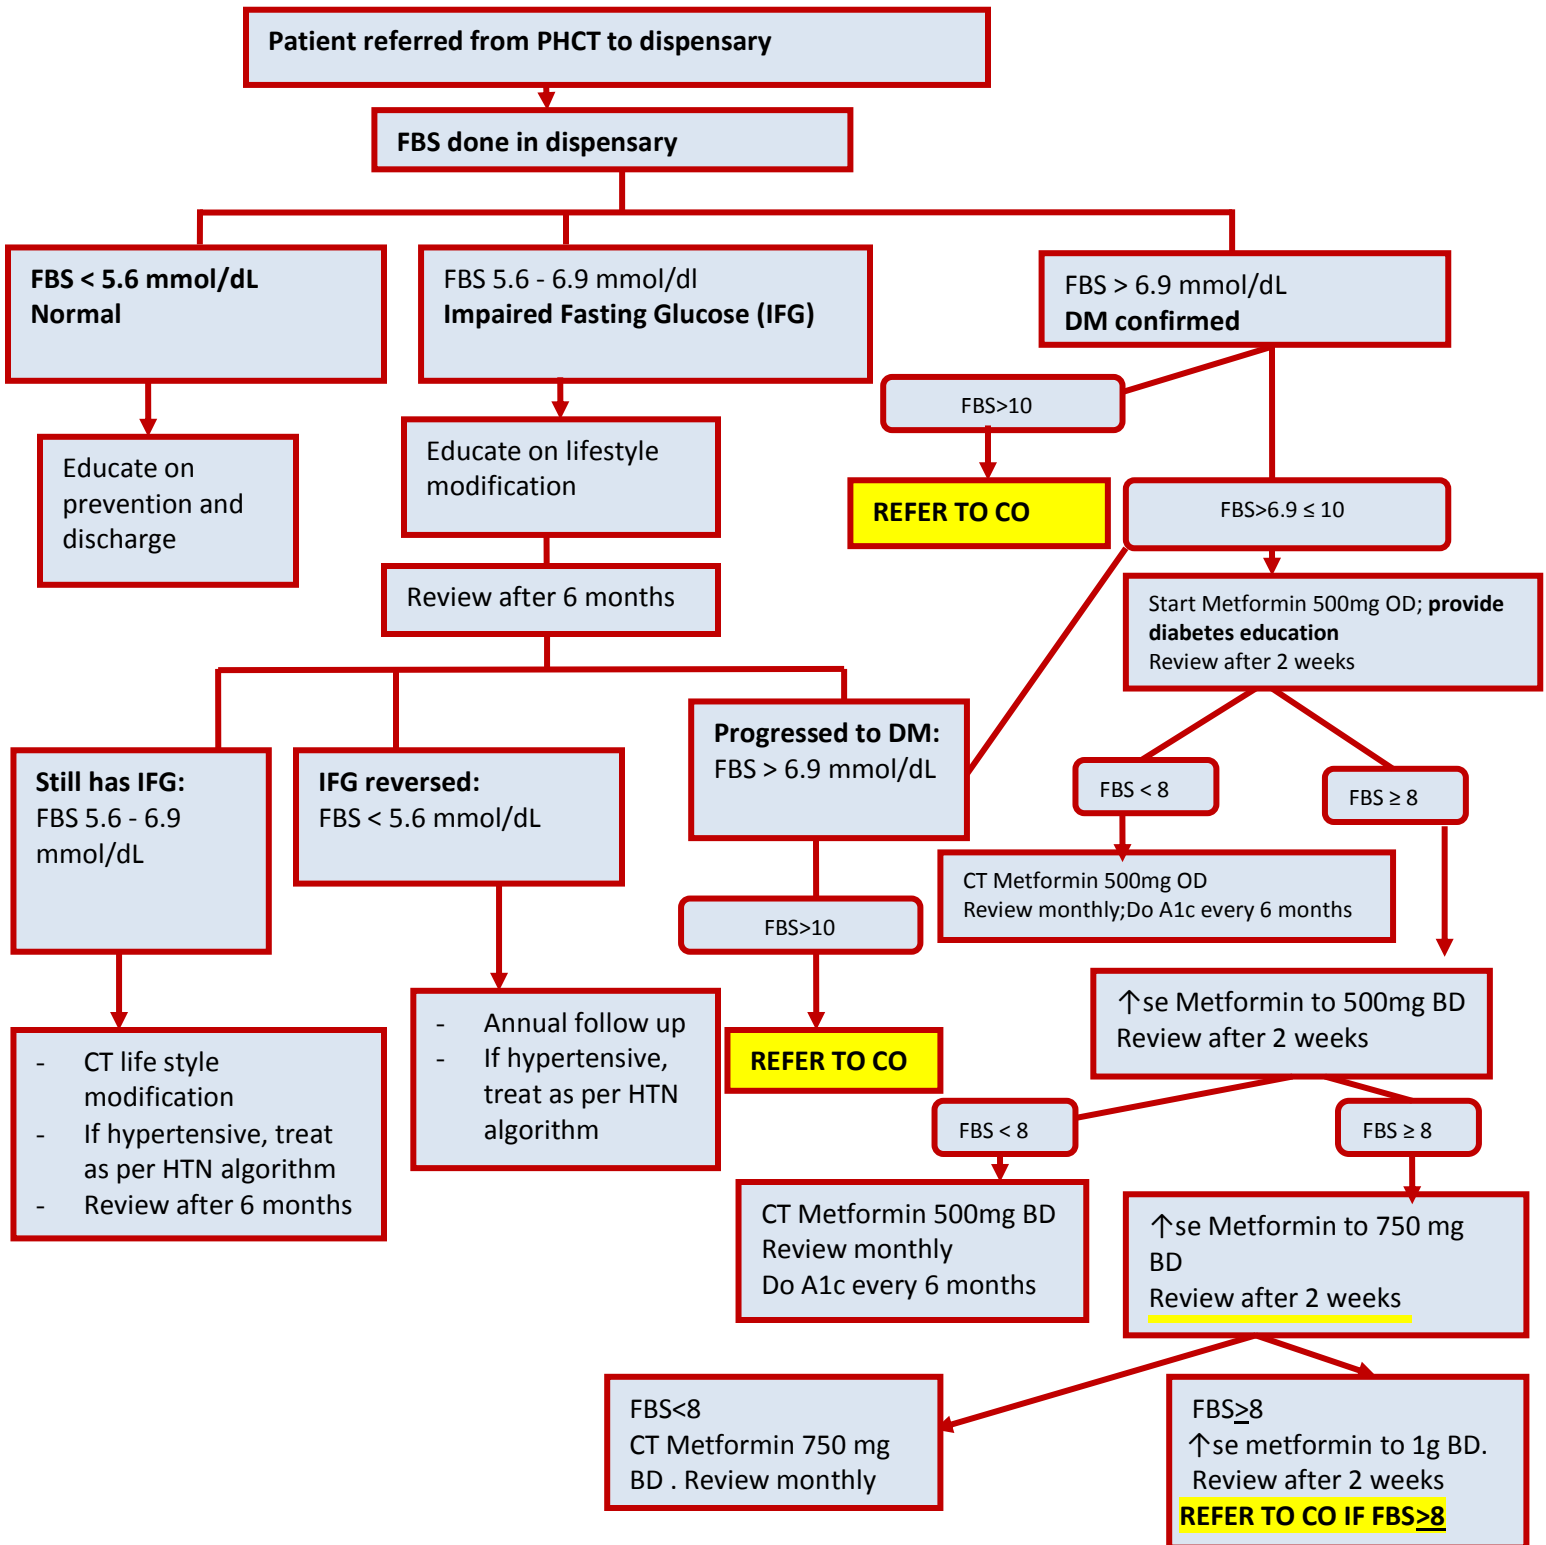 Patient referred from PHCT to dispensary
FBS done in dispensary
FBS < 5.6 mmol/dL
Normal
FBS 5.6 - 6.9 mmol/dl
Impaired Fasting Glucose (IFG)
FBS > 6.9 mmol/dL
DM confirmed
FBS>10
Educate on
prevention and
discharge
Educate on lifestyle
modification
REFER TO CO
FBS>6.9 ≤ 10
Review after 6 months
Start Metformin 500mg OD; provide
diabetes education
Review after 2 weeks
Still has IFG:
FBS 5.6 - 6.9
mmol/dL
IFG reversed:
FBS < 5.6 mmol/dL
Progressed to DM:
FBS > 6.9 mmol/dL
FBS < 8
FBS ≥ 8
CT Metformin 500mg OD
Review monthly;Do A1c every 6 months
FBS>10
↑se Metformin to 500mg BD
Review after 2 weeks
- CT life style
modification
- If hypertensive, treat
as per HTN algorithm
- Review after 6 months
- Annual follow up
- If hypertensive,
treat as per HTN
algorithm
REFER TO CO
FBS < 8
FBS ≥ 8
CT Metformin 500mg BD
Review monthly
Do A1c every 6 months
↑se Metformin to 750 mg
BD
Review after 2 weeks
FBS<8
CT Metformin 750 mg
BD . Review monthly
FBS≥8
↑se metformin to 1g BD.
Review after 2 weeks
REFER TO CO IF FBS≥8